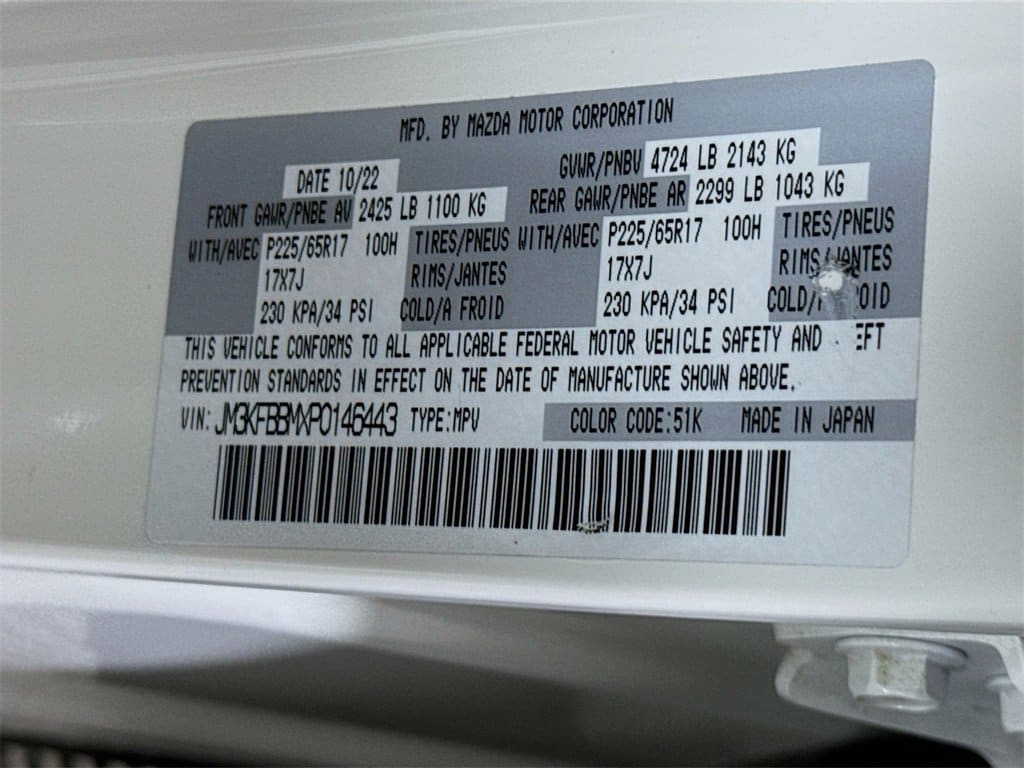 MFD. BY MAZDA MOTOR CORPORATION
DATE 10/22 GVWR/PNBV 4724 LB 2143 KG
FRONT GAWR/PNBE AV 2425 LB 1100 KG REAR GAWR/PNBE AR 2299 LB 1043 KG
WITH/AVEC P225/65R17 100H TIRES/PNEUS WITH/AVEC P225/65R17 100H TIRES/PNEUS
17X7J RIMS/JANTES 17X7J RIMS/JANTES
230 KPA/34 PSI COLD/A FROID 230 KPA/34 PSI COLD/ OID
THIS VEHICLE CONFORMS TO ALL APPLICABLE FEDERAL MOTOR VEHICLE SAFETY AND EFT
PREVENTION STANDARDS IN EFFECT ON THE DATE OF MANUFACTURE SHOWN ABOVE.
VIN: JM3KFBBMXP0146443 TYPE:MPV COLOR CODE:51K MADE IN JAPAN